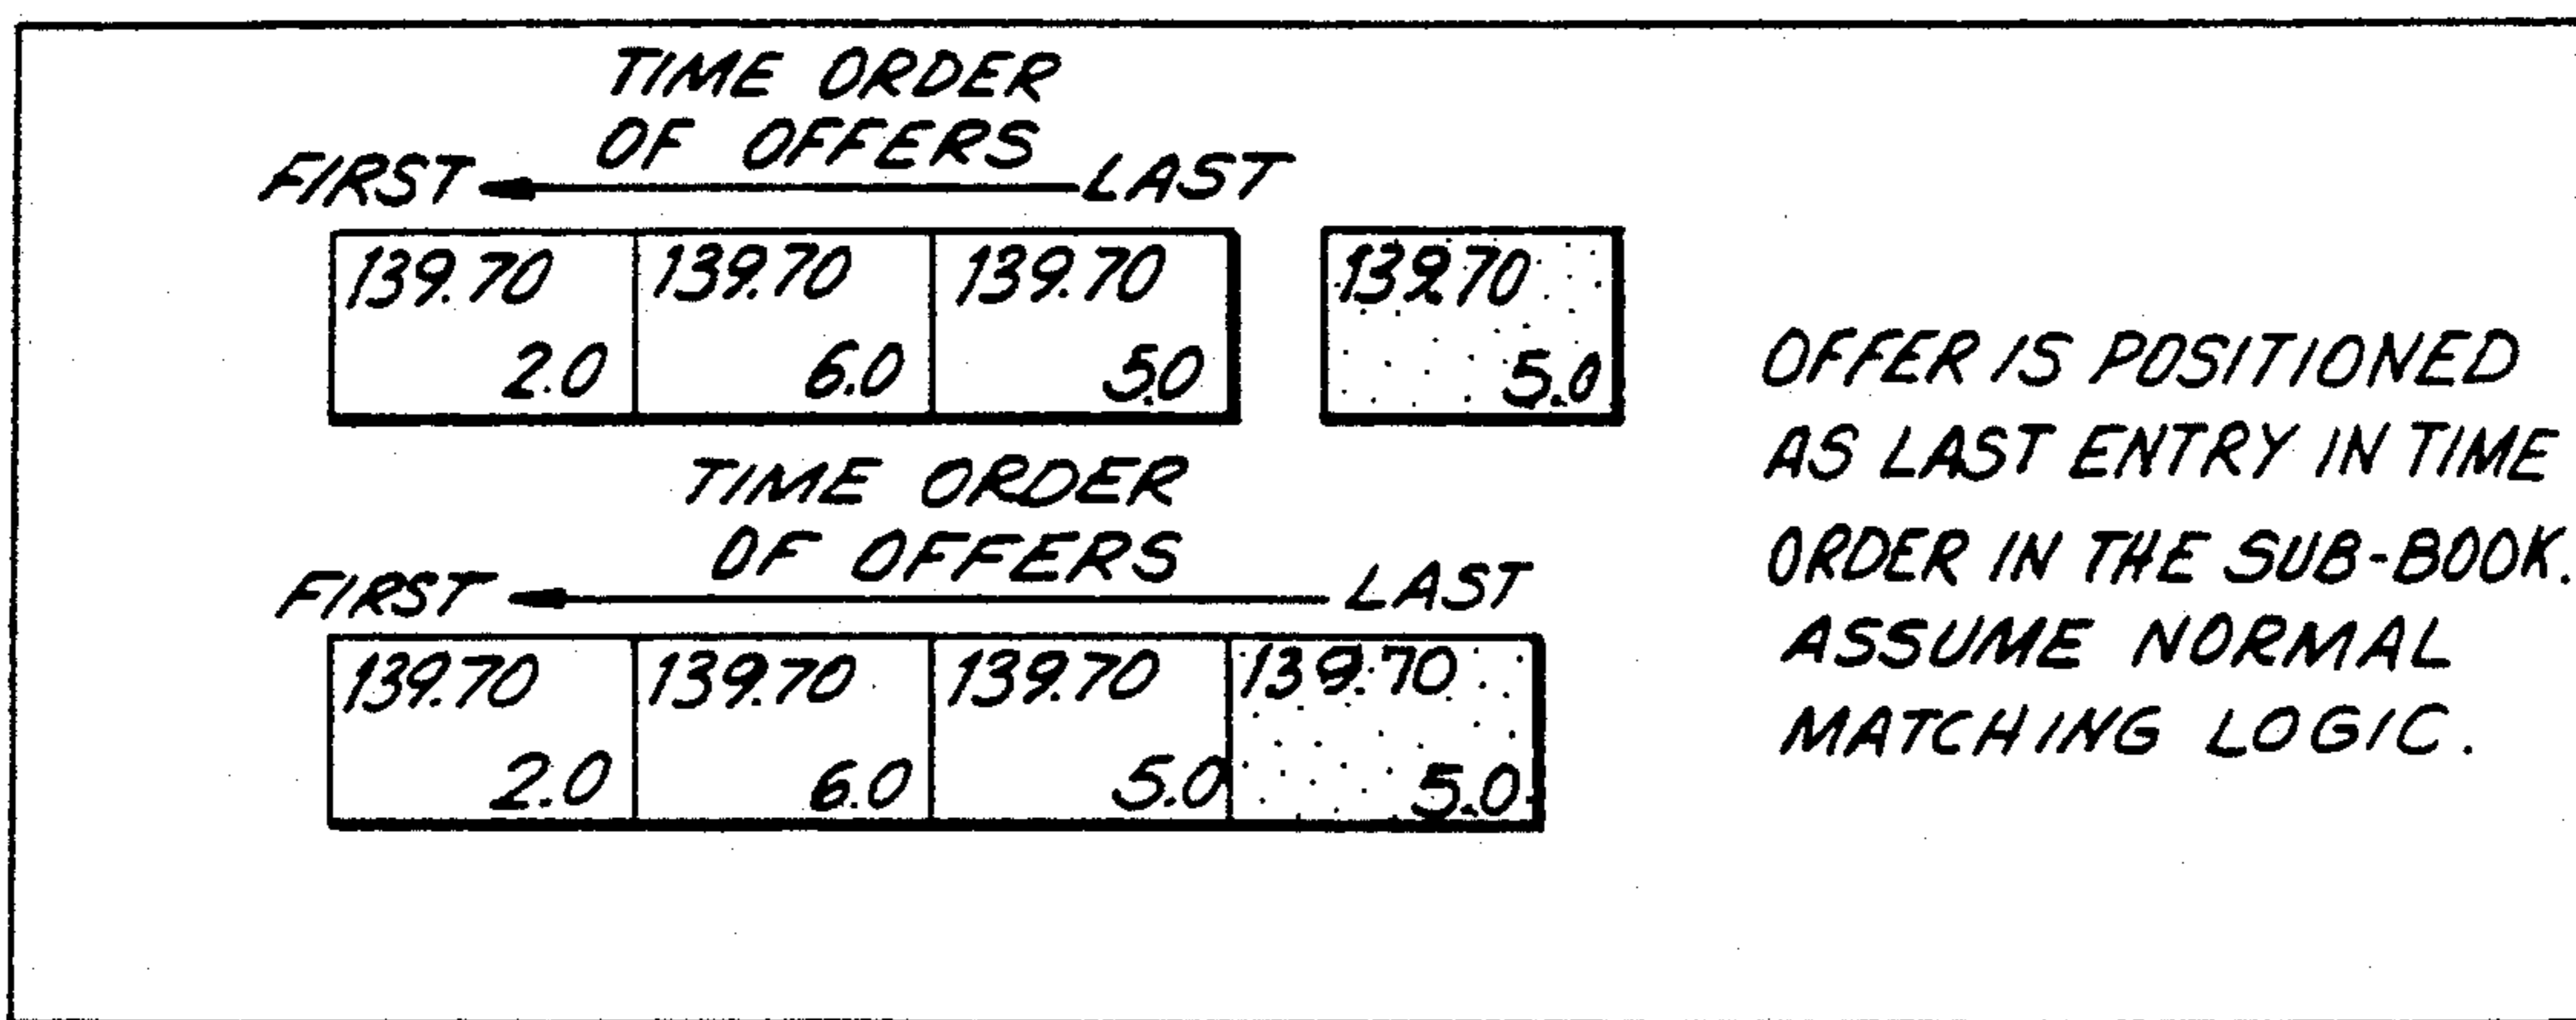 TIME ORDER
OF OFFERS
FIRST LAST
139.70 139.70 139.70 139.70
2.0 6.0 5.0 5.0
TIME ORDER
OF OFFERS
FIRST LAST
139.70 139.70 139.70 139.70
2.0 6.0 5.0 5.0
OFFER IS POSITIONED
AS LAST ENTRY IN TIME
ORDER IN THE SUB-BOOK.
ASSUME NORMAL
MATCHING LOGIC.